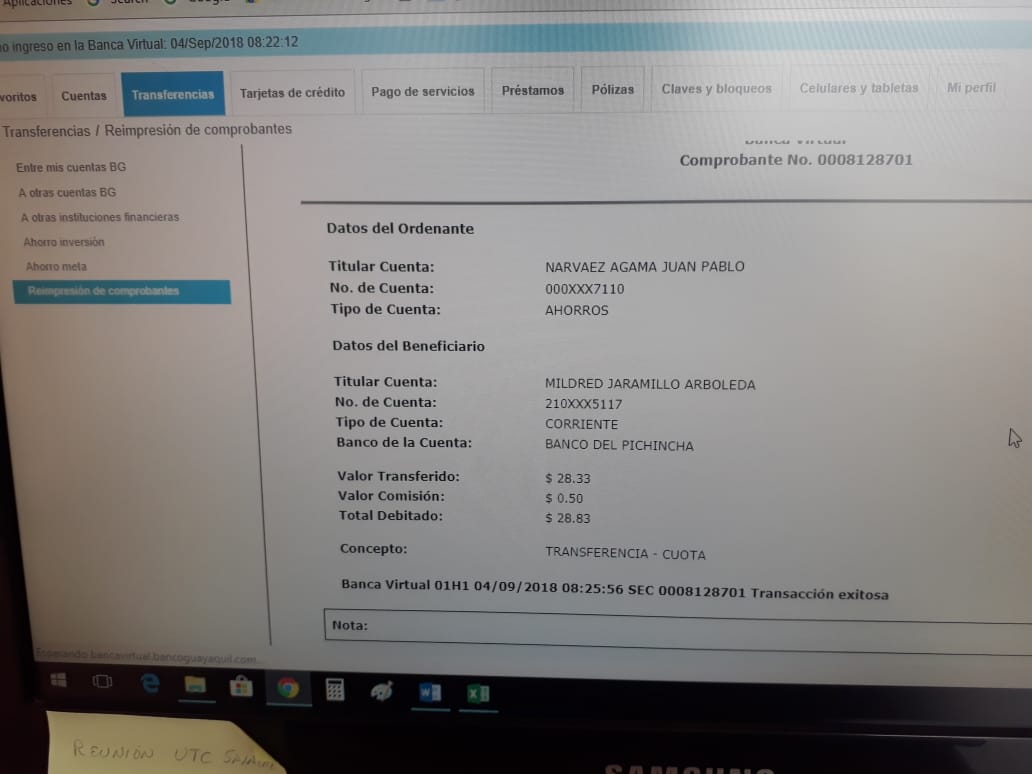 Aplicaciones Search Google
no ingreso en la Banca Virtual: 04/Sep/2018 08:22:12
voritos Cuentas Transferencias Tarjetas de crédito Pago de servicios Préstamos Pólizas Claves y bloqueos Celulares y tabletas Mi perfil
Transferencias / Reimpresión de comprobantes
Entre mis cuentas BG
A otras cuentas BG
A otras instituciones financieras
Ahorro inversión
Ahorro meta
Reimpresión de comprobantes
Banca Virtual
Comprobante No. 0008128701
Datos del Ordenante
Titular Cuenta: NARVAEZ AGAMA JUAN PABLO
No. de Cuenta: 000XXX7110
Tipo de Cuenta: AHORROS
Datos del Beneficiario
Titular Cuenta: MILDRED JARAMILLO ARBOLEDA
No. de Cuenta: 210XXX5117
Tipo de Cuenta: CORRIENTE
Banco de la Cuenta: BANCO DEL PICHINCHA
Valor Transferido: $ 28.33
Valor Comisión: $ 0.50
Total Debitado: $ 28.83
Concepto: TRANSFERENCIA - CUOTA
Banca Virtual 01H1 04/09/2018 08:25:56 SEC 0008128701 Transacción exitosa
Nota:
Esperando bancavirtual.bancoguayaquil.com...
REUNIÓN UTC
SAMSUNG